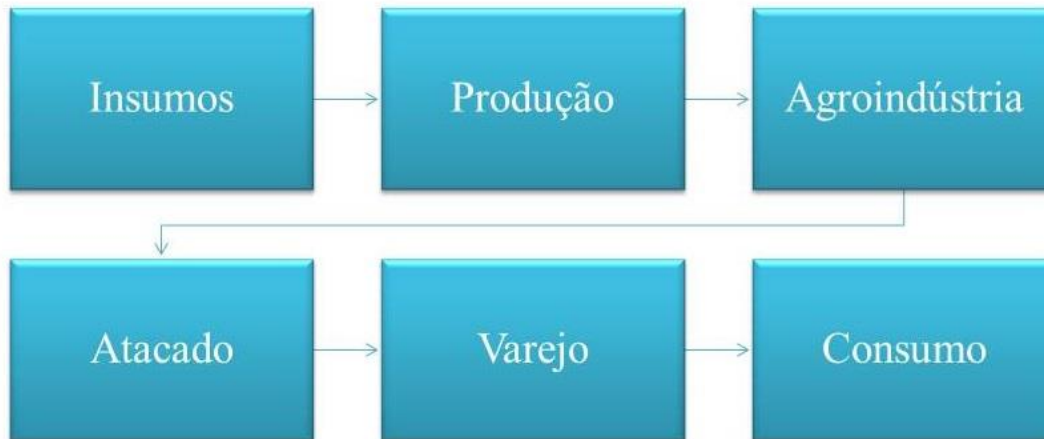 Insumos
Produção
Agroindústria
Atacado
Varejo
Consumo